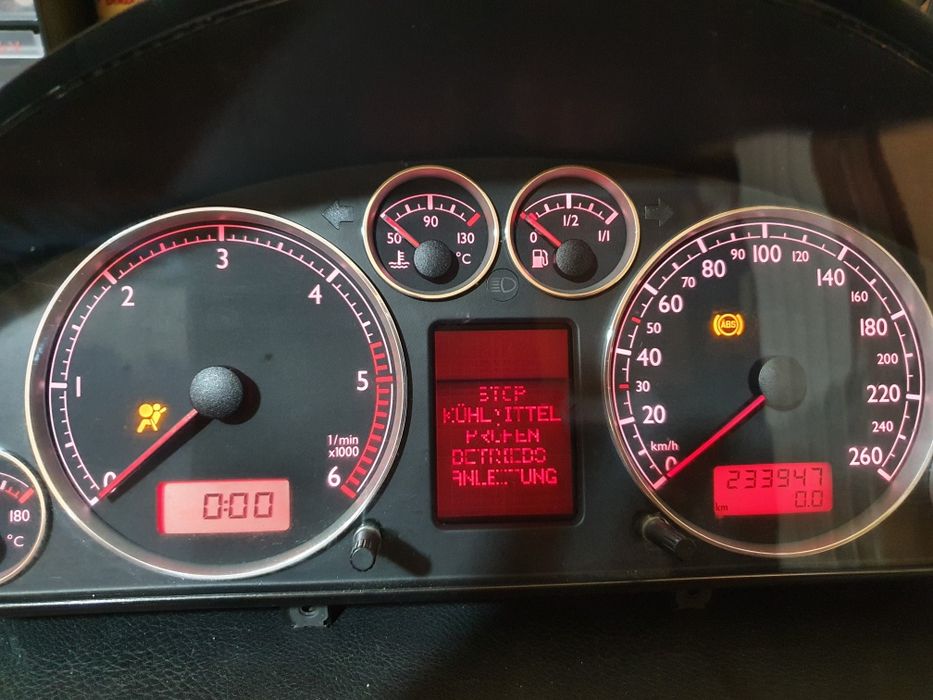 50
90
130
°C
0
1/2
1/1
0
1
2
3
4
5
6
1/min
x1000
0:00
180
°C
STOP
KÜHLMITTEL
PRÜFEN
BETRIEBS
ANLEITUNG
0
20
30
40
50
60
80
90
100
120
140
160
180
200
220
240
260
km/h
ABS
233947
km
0.0